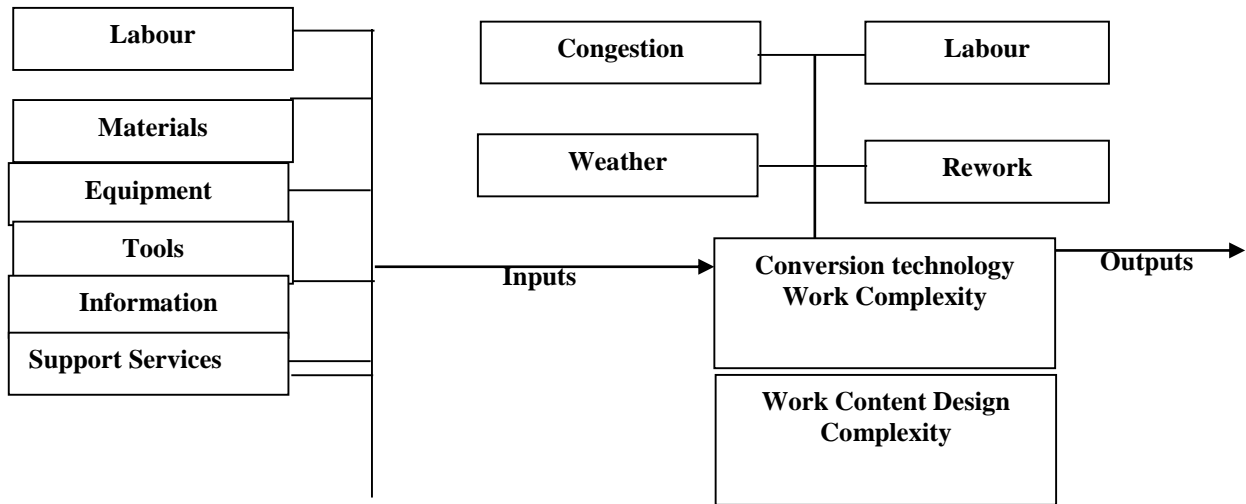 Labour
Materials
Equipment
Tools
Information
Support Services
Inputs
Congestion
Labour
Weather
Rework
Conversion technology
Work Complexity
Work Content Design
Complexity
Outputs